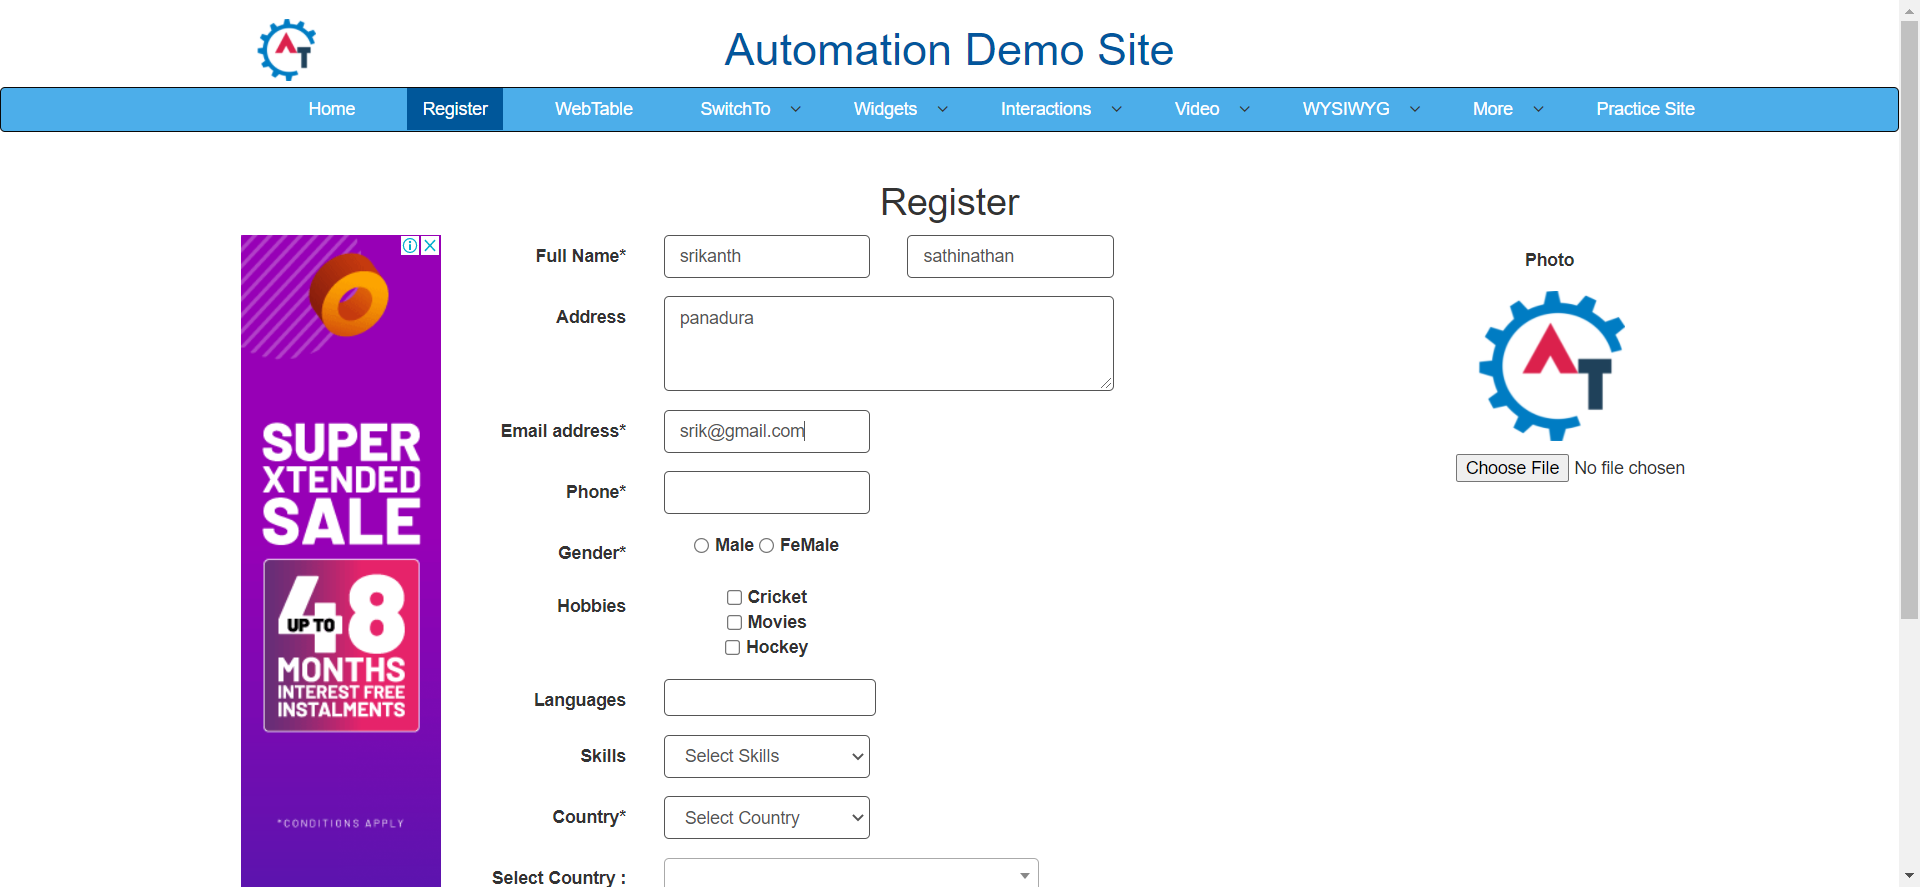 AT
Automation Demo Site
Home Register WebTable SwitchTo Widgets Interactions Video WYSIWYG More Practice Site
Register
Full Name* srikanth sathinathan
Photo
Address panadura
AT
Email address* srik@gmail.com
Choose File No file chosen
Phone*
Gender* Male FeMale
Hobbies Cricket
Movies
Hockey
Languages
Skills Select Skills
Country* Select Country
Select Country :
SUPER
XTENDED
SALE
UP TO 48
MONTHS
INTEREST FREE
INSTALMENTS
*CONDITIONS APPLY